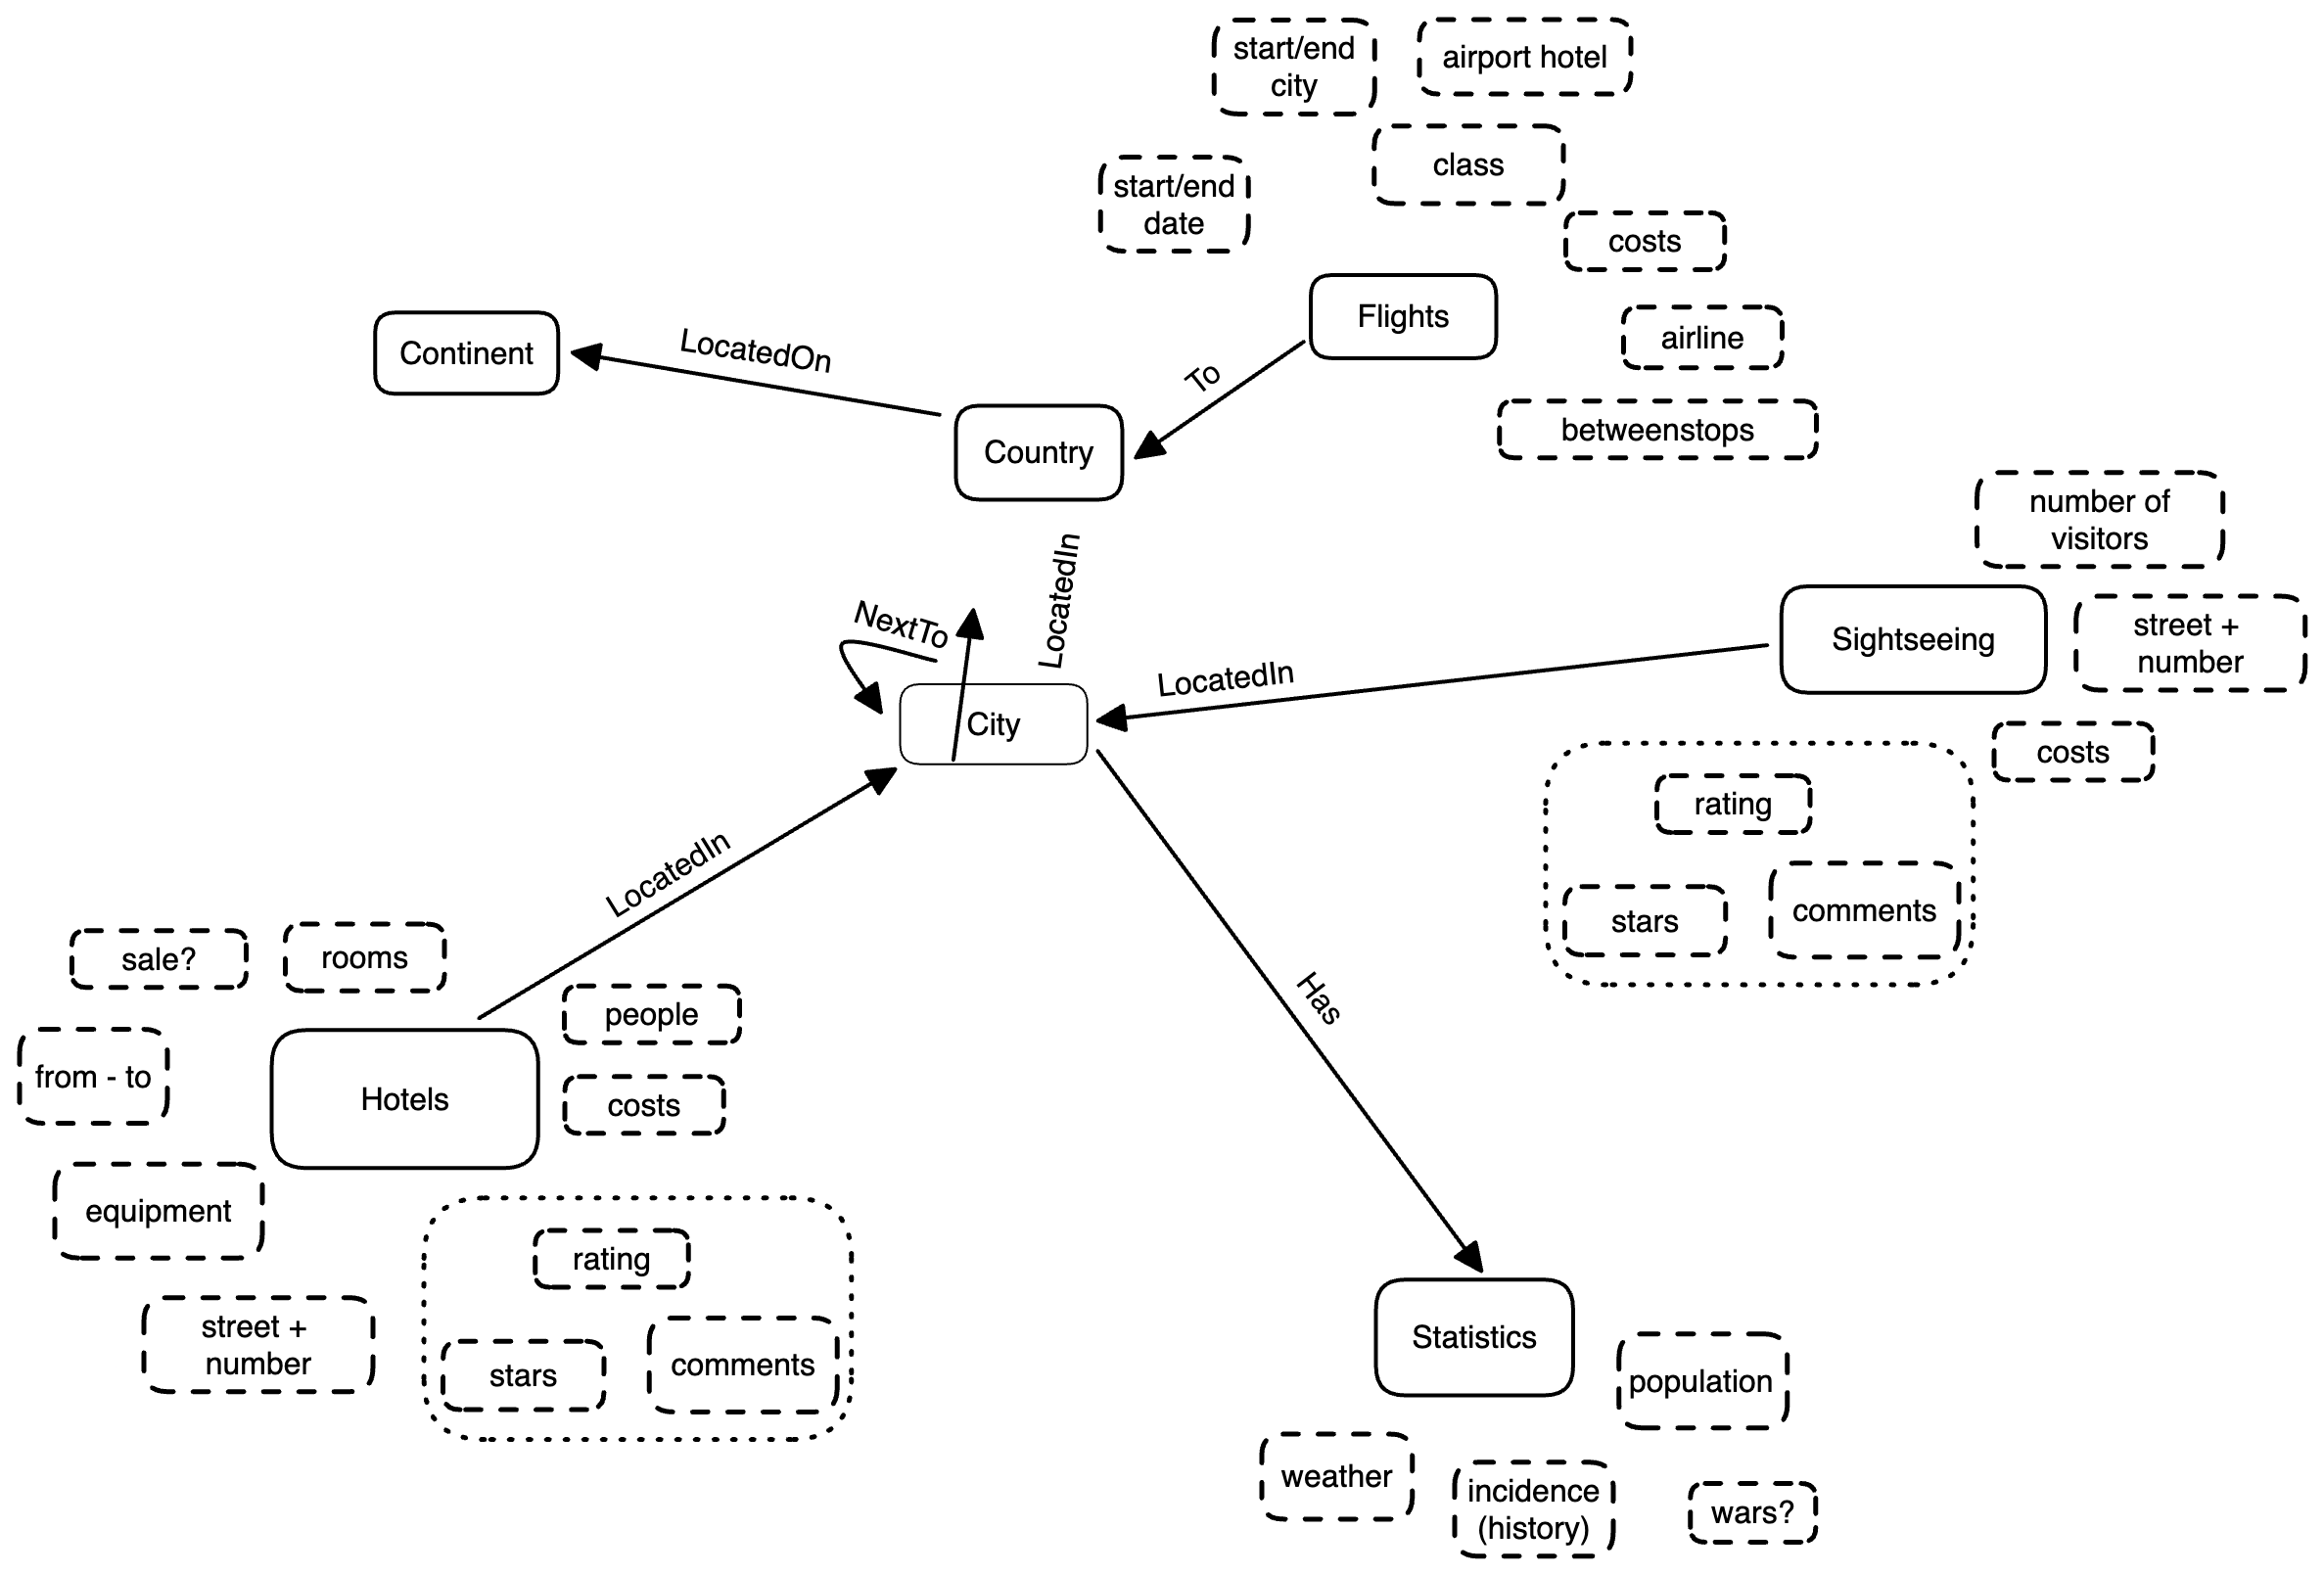 start/end
city
airport hotel
class
start/end
date
costs
Flights
airline
Continent
LocatedOn
To
betweenstops
Country
number of
visitors
LocatedIn
NextTo
Sightseeing
street +
number
LocatedIn
City
costs
rating
LocatedIn
stars
comments
sale?
rooms
people
Has
from - to
Hotels
costs
equipment
rating
street +
number
stars
comments
Statistics
population
weather
incidence
(history)
wars?